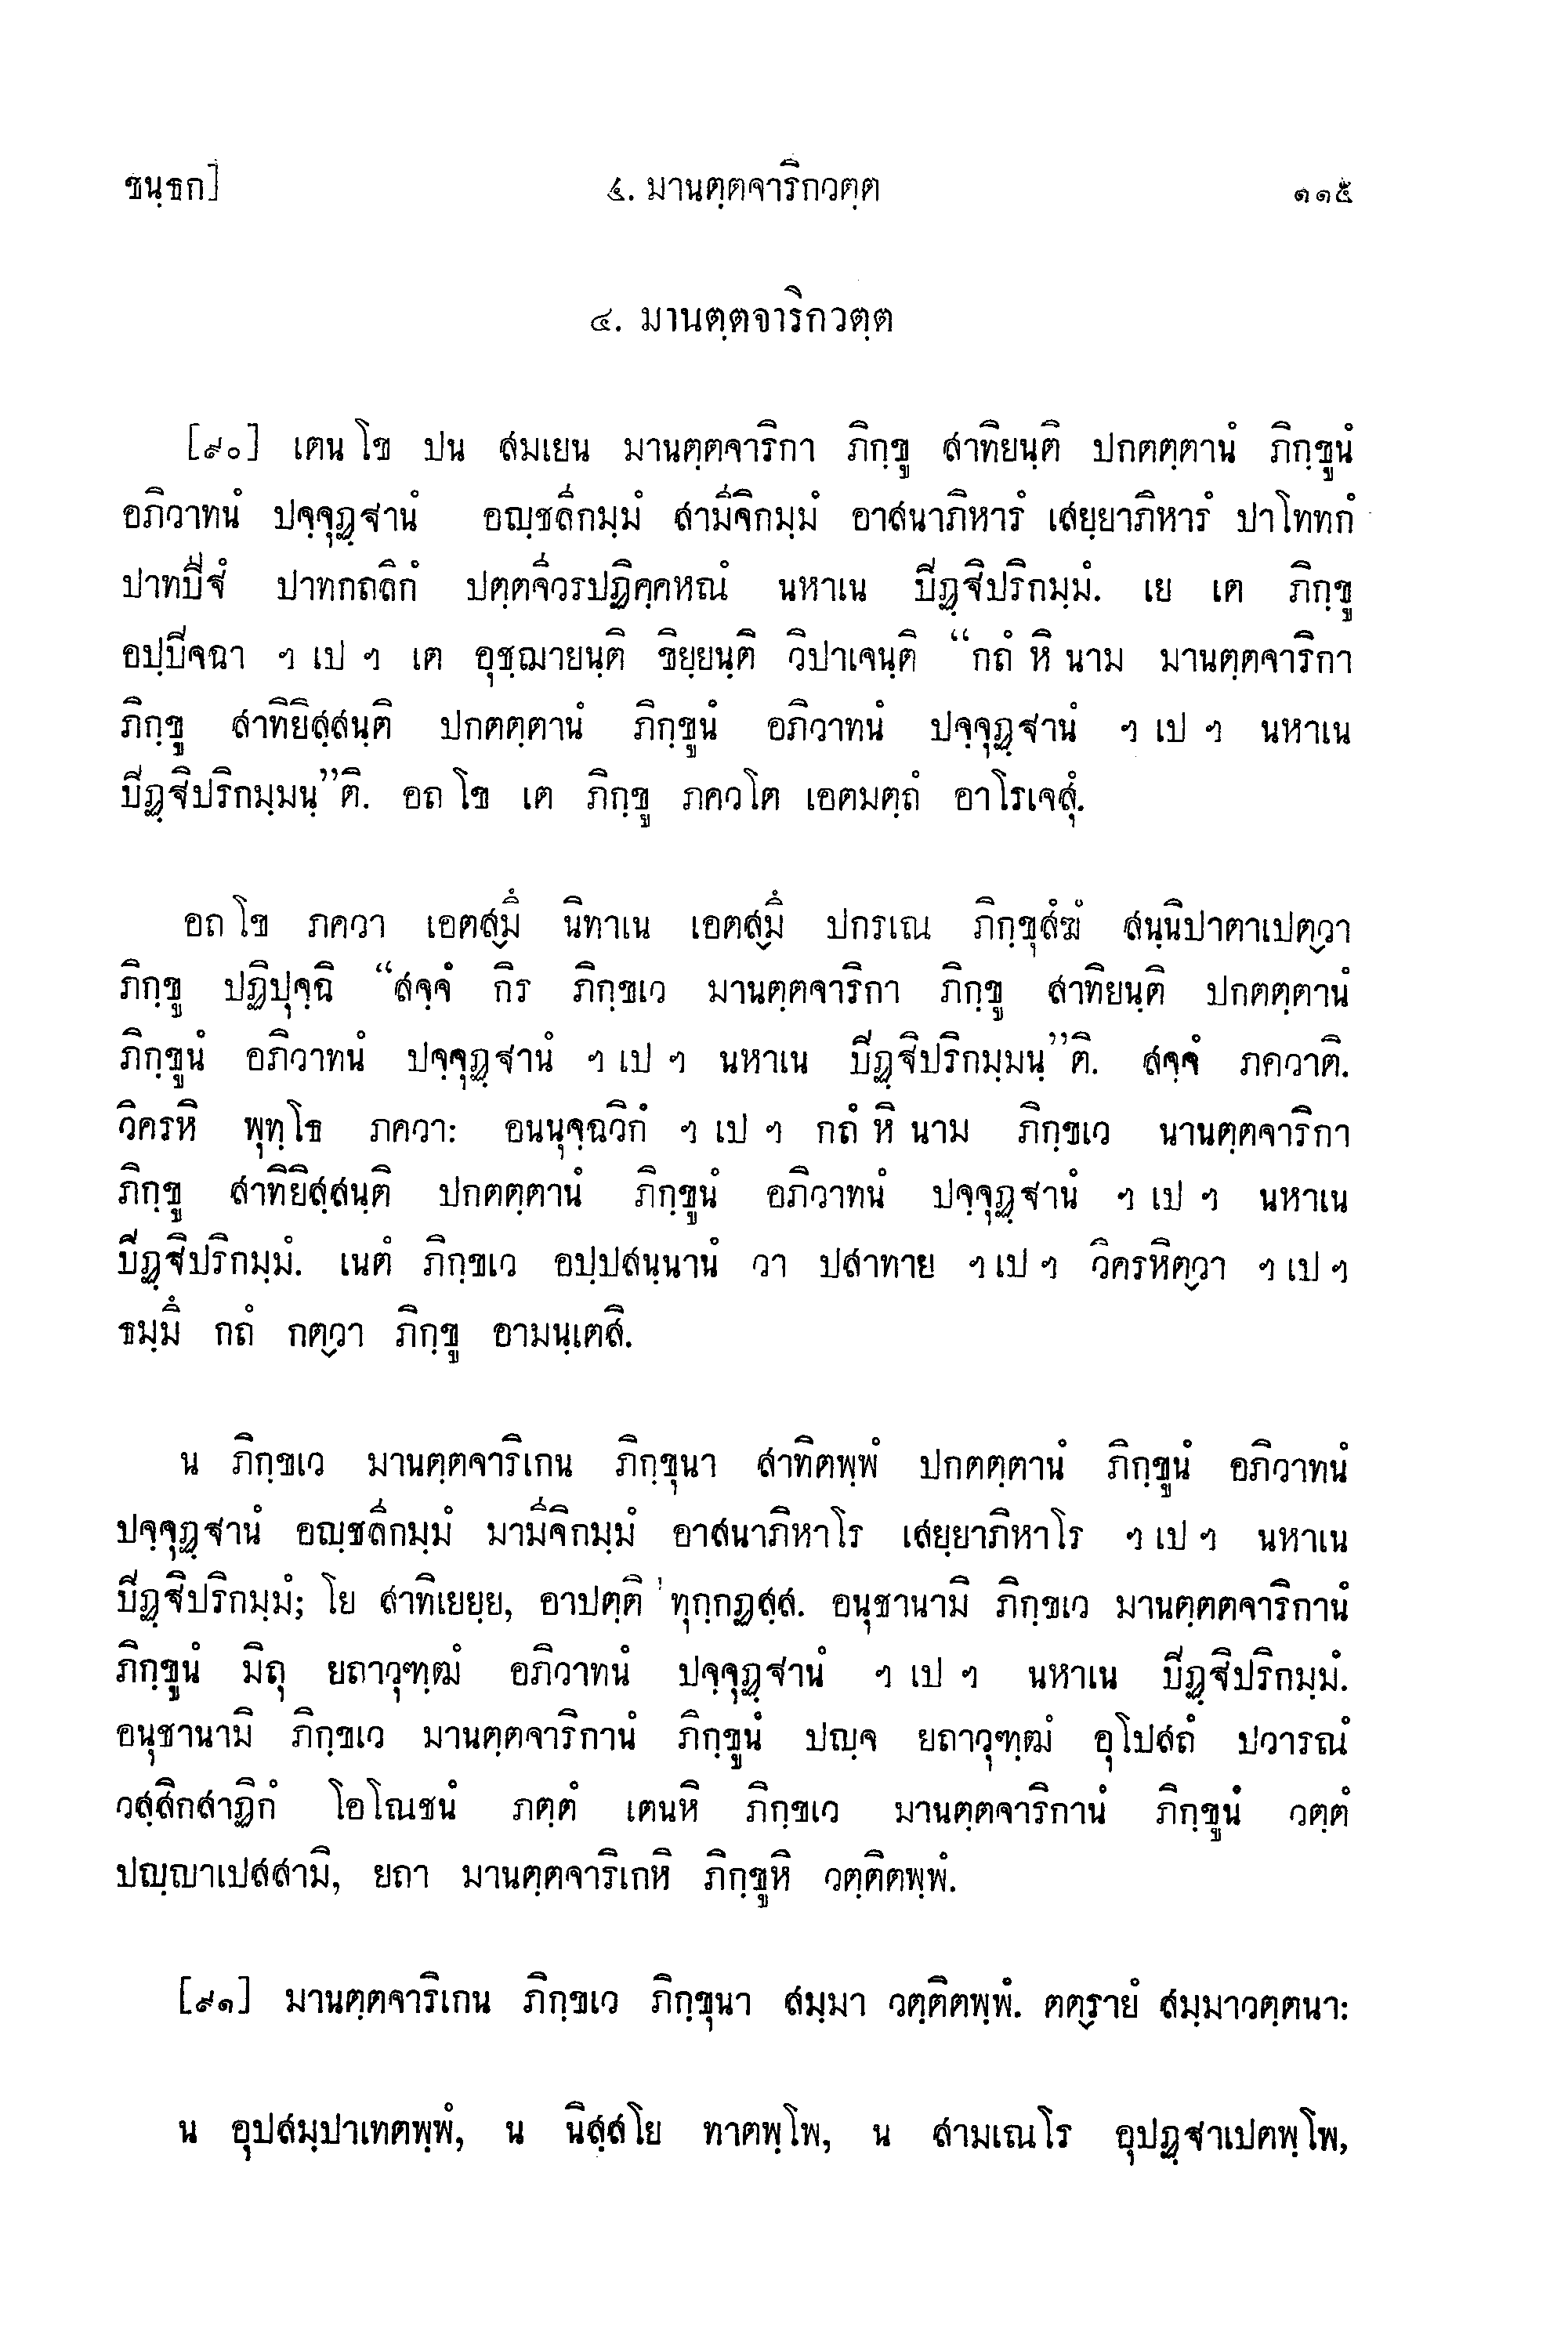 ขนฺธก] ๔. มานตฺตจาริกวตฺต ๑๑๕
๔. มานตฺตจาริกวตฺต
[๙๐] เตน โข ปน สมเยน มานตฺตจาริกา ภิกฺขู สาทิยนฺติ ปกตตฺตานํ ภิกฺขูนํ
อภิวาทนํ ปจฺจุฏฺฐานํ อญฺชลึกมฺมํ สามีจิกมฺมํ อาสนาภิหารํ เสยฺยาภิหารํ ปาโททกํ
ปาทปีฐํ ปาทกถลิกํ ปตฺตจีวรปฏิคฺคหณํ นหาเน ปิฏฺฐิปริกมฺมํ. เย เต ภิกฺขู
อปฺปิจฉา ฯ เป ฯ เต อุชฺฌายนฺติ ขิยฺยนฺติ วิปาเจนฺติ “กถํ หิ นาม มานตฺตจาริกา
ภิกฺขู สาทิยิสฺสนฺติ ปกตตฺตานํ ภิกฺขูนํ อภิวาทนํ ปจฺจุฏฺฐานํ ฯ เป ฯ นหาเน
ปิฏฺฐิปริกมฺมนฺ”ติ. อถ โข เต ภิกฺขู ภควโต เอตมตฺถํ อาโรเจสุํ.
อถ โข ภควา เอตสฺมึ นิทาเน เอตสฺมึ ปกรเณ ภิกฺขุสํฆํ สนฺนิปาตาเปตฺวา
ภิกฺขู ปฏิปุจฺฉิ “สจฺจํ กิร ภิกฺขเว มานตฺตจาริกา ภิกฺขู สาทิยนฺติ ปกตตฺตานํ
ภิกฺขูนํ อภิวาทนํ ปจฺจุฏฺฐานํ ฯ เป ฯ นหาเน ปิฏฺฐิปริกมฺมนฺ”ติ. สจฺจํ ภควาติ.
วิครหิ พุทฺโธ ภควา: อนนุจฺฉวิกํ ฯ เป ฯ กถํ หิ นาม ภิกฺขเว นานตฺตจาริกา
ภิกฺขู สาทิยิสฺสนฺติ ปกตตฺตานํ ภิกฺขูนํ อภิวาทนํ ปจฺจุฏฺฐานํ ฯ เป ฯ นหาเน
ปิฏฺฐิปริกมฺมํ. เนตํ ภิกฺขเว อปฺปสนฺนานํ วา ปสาทาย ฯ เป ฯ วิครหิตฺวา ฯ เป ฯ
ธมฺมึ กถํ กตฺวา ภิกฺขู อามนฺเตสิ.
น ภิกฺขเว มานตฺตจาริเกน ภิกฺขุนา สาทิตพฺพํ ปกตตฺตานํ ภิกฺขูนํ อภิวาทนํ
ปจฺจุฏฺฐานํ อญฺชลึกมฺมํ มามีจิกมฺมํ อาสนาภิหาโร เสยฺยาภิหาโร ฯ เป ฯ นหาเน
ปิฏฺฐิปริกมฺมํ; โย สาทิเยยฺย, อาปตฺติ ทุกฺกฏสฺส. อนุชานามิ ภิกฺขเว มานตฺตตจาริกานํ
ภิกฺขูนํ มิถุ ยถาวุฑฺฒํ อภิวาทนํ ปจฺจุฏฺฐานํ ฯ เป ฯ นหาเน ปิฏฺฐิปริกมฺมํ.
อนุชานามิ ภิกฺขเว มานตฺตจาริกานํ ภิกฺขูนํ ปญฺจ ยถาวุฑฺฒํ อุโปสถํ ปวารณํ
วสฺสิกสาฏิกํ โอโณชนํ ภตฺตํ เตนหิ ภิกฺขเว มานตฺตจาริกานํ ภิกฺขูนํ วตฺตํ
ปญฺญาเปสสามิ, ยถา มานตฺตจาริเกหิ ภิกฺขูหิ วตฺติตพฺพํ.
[๙๑] มานตฺตจาริเกน ภิกฺขเว ภิกฺขุนา สมฺมา วตฺติตพฺพํ. ตตฺรายํ สมฺมาวตฺตนา:
น อุปสมฺปาเทตพฺพํ, น นิสฺสโย ทาตพฺโพ, น สามเณโร อุปฏฺฐาเปตพฺโพ,